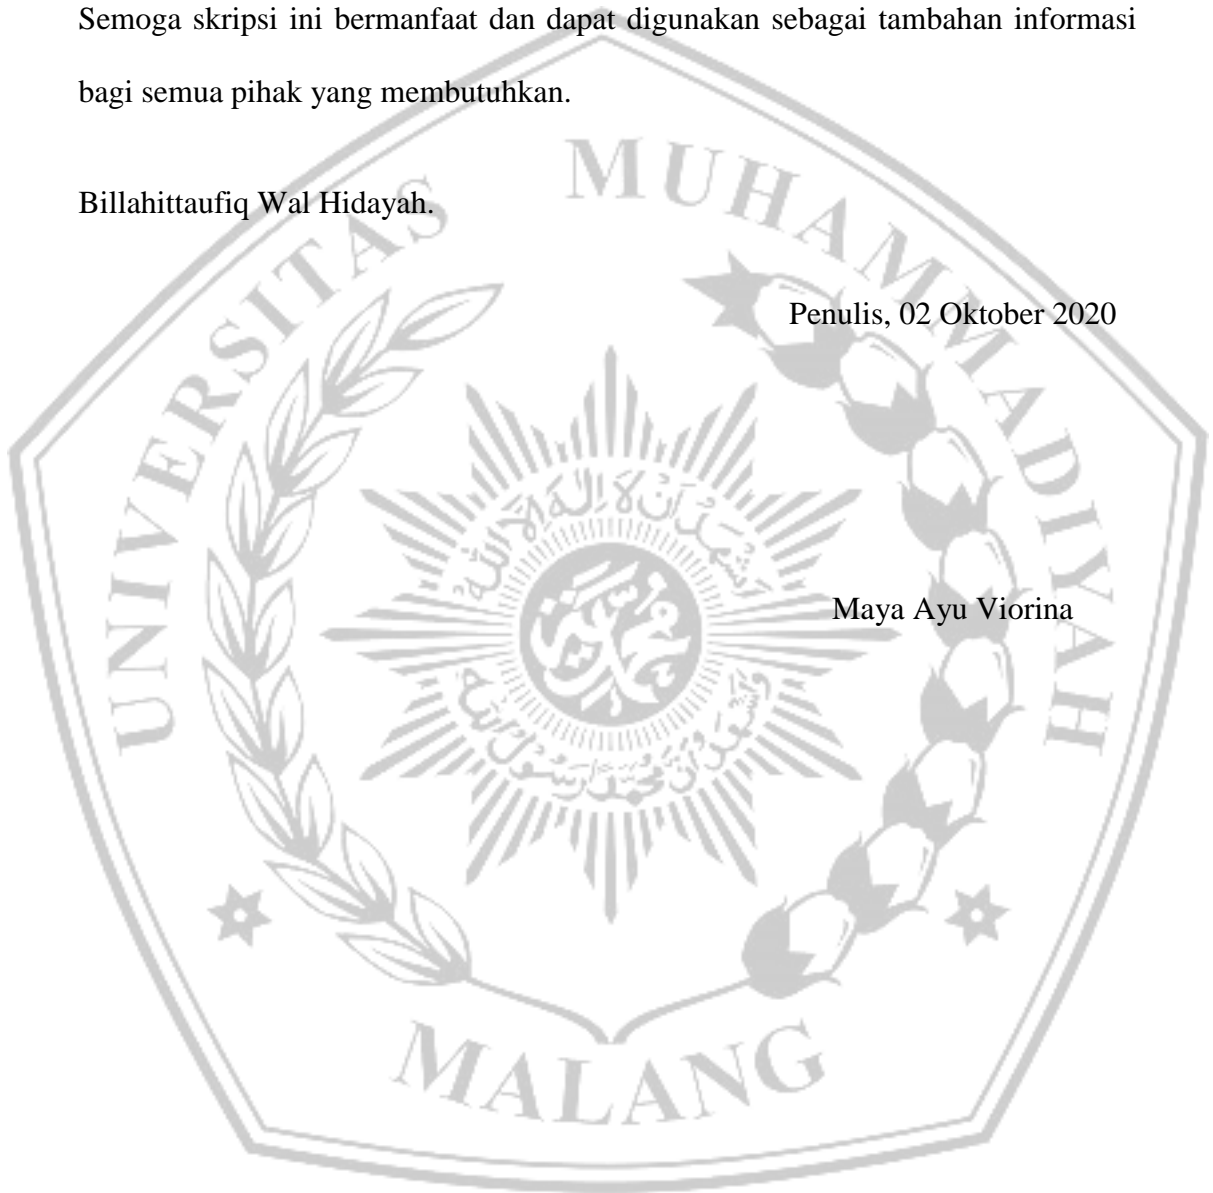 Semoga skripsi ini bermanfaat dan dapat digunakan sebagai tambahan informasi
bagi semua pihak yang membutuhkan.
Billahittaufiq Wal Hidayah.
Penulis, 02 Oktober 2020
Maya Ayu Viorina
UNIVERSITAS MUHAMMADIYAH
MALANG